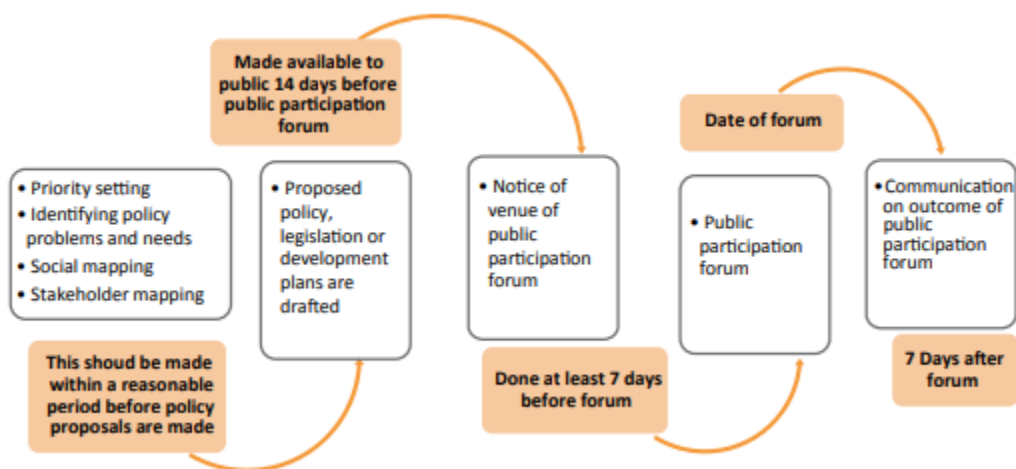 Made available to
public 14 days before
public participation
forum
Date of forum
• Priority setting
• Identifying policy
problems and needs
• Social mapping
• Stakeholder mapping
• Proposed
policy,
legislation or
development
plans are
drafted
• Notice of
venue of
public
participation
forum
• Public
participation
forum
• Communication
on outcome of
public
participation
forum
This shoud be made
within a reasonable
period before policy
proposals are made
Done at least 7 days
before forum
7 Days after
forum